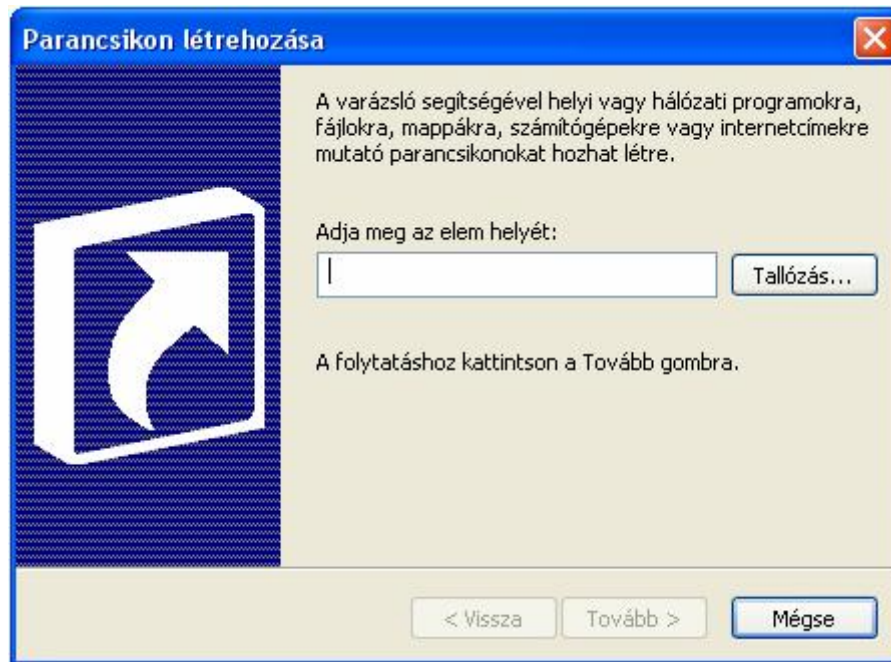 Parancsikon létrehozása
A varázsló segítségével helyi vagy hálózati programokra,
fájlokra, mappákra, számítógépekre vagy internetcímekre
mutató parancsikonokat hozhat létre.
Adja meg az elem helyét:
Tallózás...
A folytatáshoz kattintson a Tovább gombra.
< Vissza Tovább > Mégse